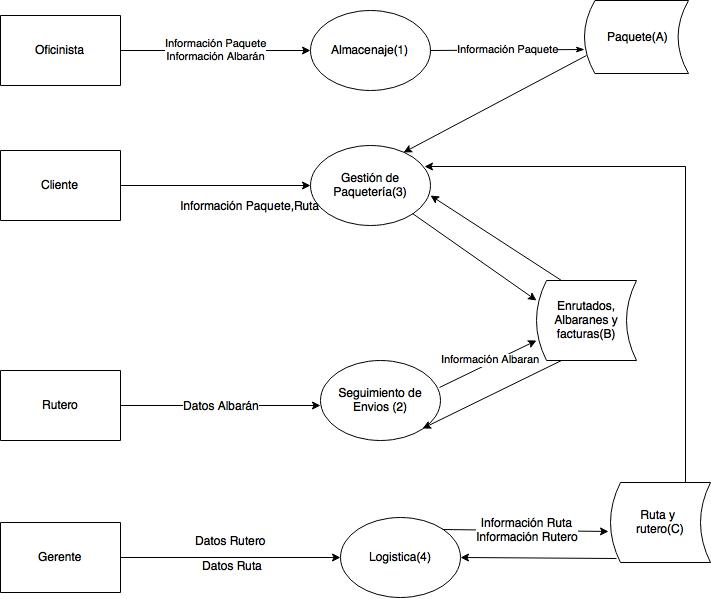 Oficinista
Información Paquete
Información Albarán
Almacenaje(1)
Información Paquete
Paquete(A)
Cliente
Información Paquete,Ruta
Gestión de
Paquetería(3)
Enrutados,
Albaranes y
facturas(B)
Información Albaran
Rutero
Datos Albarán
Seguimiento de
Envios (2)
Gerente
Datos Rutero
Datos Ruta
Logistica(4)
Información Ruta
Información Rutero
Ruta y
rutero(C)